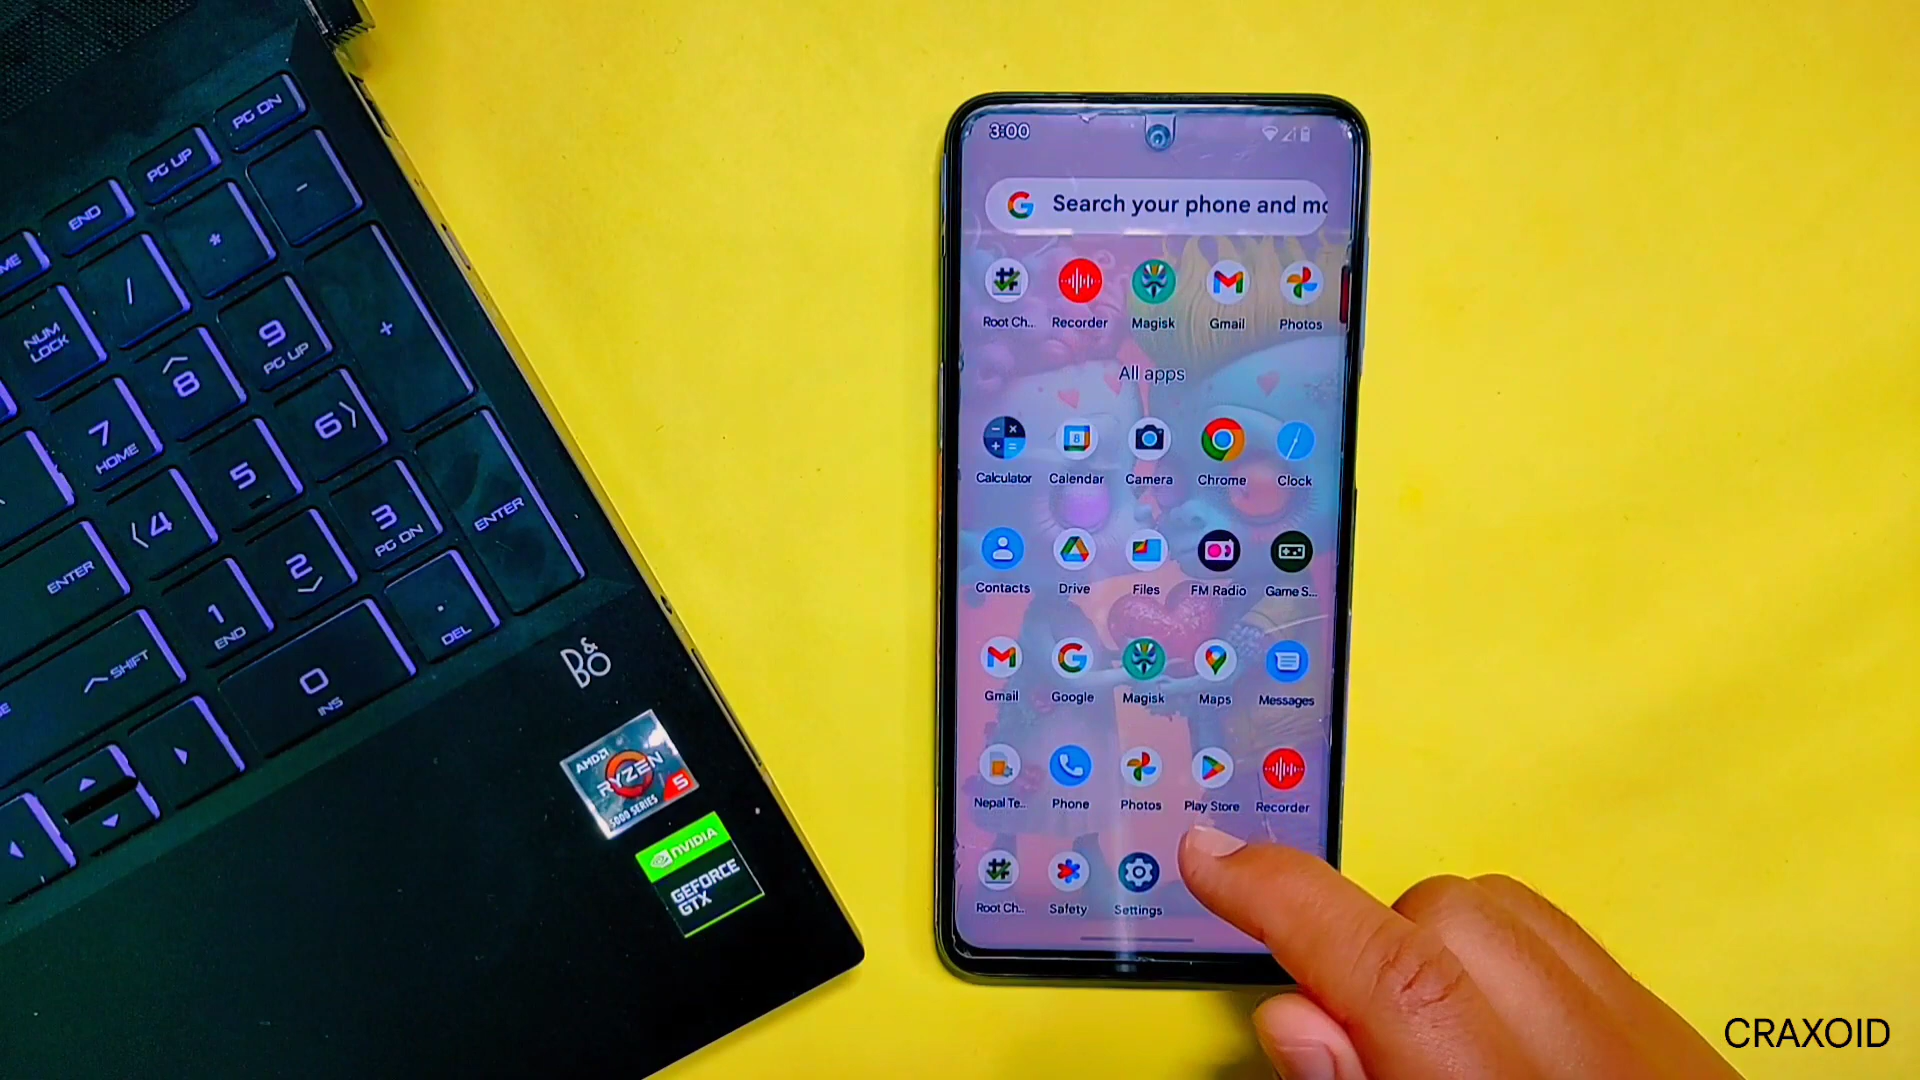 PG DN
PG UP
-
END
*
/
NUM
LOCK
9
PG UP
+
8
7
HOME
6
5
4
3
PG DN
ENTER
ENTER
2
1
END
.
DEL
SHIFT
0
INS
B&O
AMD
RYZEN
5
5000 SERIES
NVIDIA
GEFORCE
GTX
3:00
Search your phone and mo
Root Ch... Recorder Magisk Gmail Photos
All apps
Calculator Calendar Camera Chrome Clock
Contacts Drive Files FM Radio Game S...
Gmail Google Magisk Maps Messages
Nepal Te... Phone Photos Play Store Recorder
Root Ch... Safety Settings
CRAXOID